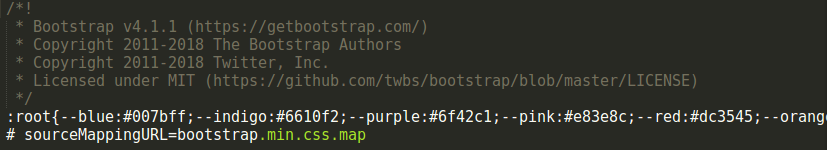 /*!
 * Bootstrap v4.1.1 (https://getbootstrap.com/)
 * Copyright 2011-2018 The Bootstrap Authors
 * Copyright 2011-2018 Twitter, Inc.
 * Licensed under MIT (https://github.com/twbs/bootstrap/blob/master/LICENSE)
 */
:root{--blue:#007bff;--indigo:#6610f2;--purple:#6f42c1;--pink:#e83e8c;--red:#dc3545;--orang
# sourceMappingURL=bootstrap.min.css.map